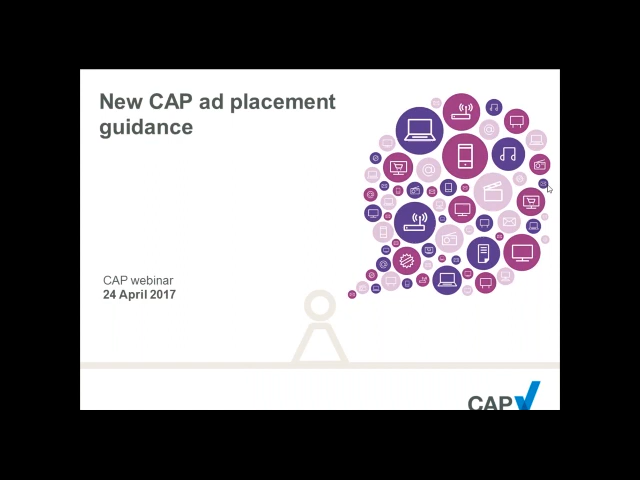 New CAP ad placement
guidance
CAP webinar
24 April 2017
CAP